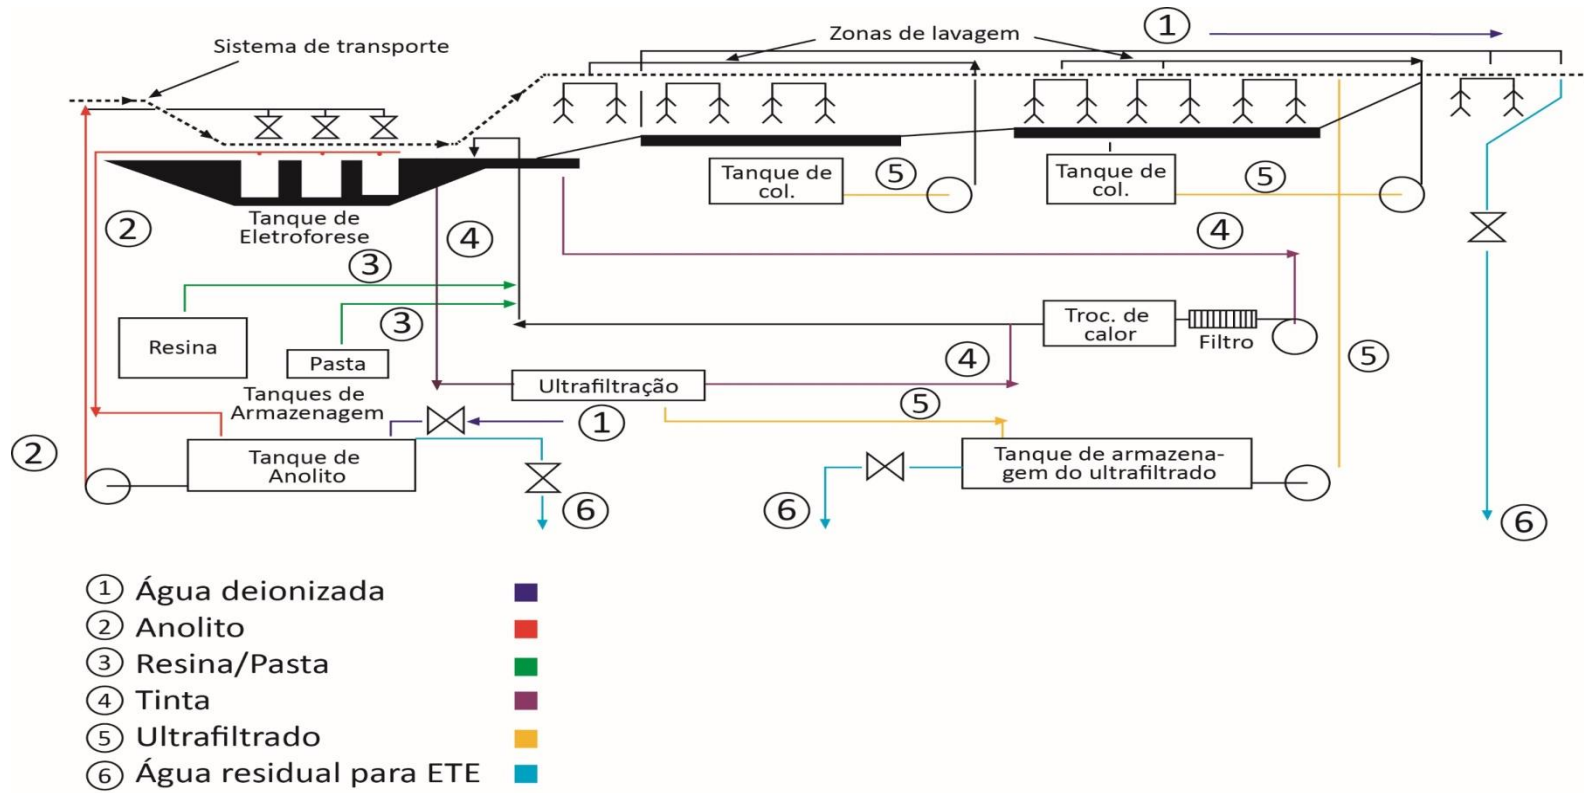 Sistema de transporte
Zonas de lavagem
1
Tanque de
col.
5
Tanque de
col.
5
2
Tanque de
Eletroforese
4
4
3
3
Resina
Pasta
Tanques de
Armazenagem
Troc. de
calor
Filtro
4
5
Ultrafiltração
5
1
2
Tanque de
Anolito
6
Tanque de armazena-
gem do ultrafiltrado
6
6
1 Água deionizada
2 Anolito
3 Resina/Pasta
4 Tinta
5 Ultrafiltrado
6 Água residual para ETE